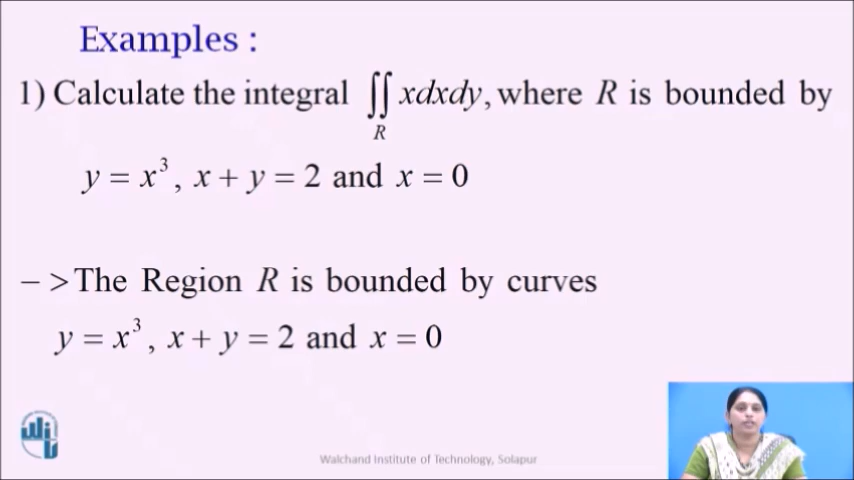 Examples :
1) Calculate the integral ∬_R xdxdy, where R is bounded by
y = x³, x + y = 2 and x = 0
– > The Region R is bounded by curves
y = x³, x + y = 2 and x = 0
Walchand Institute of Technology, Solapur